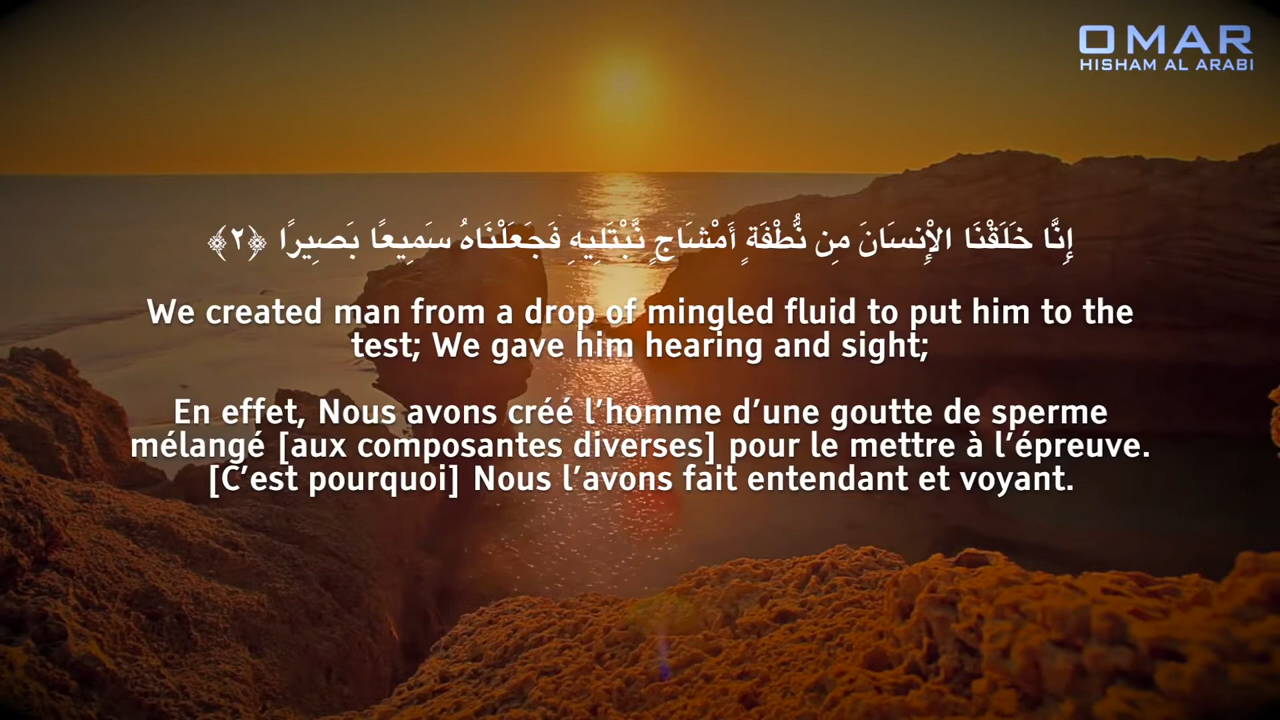 OMAR
HISHAM AL ARABI
إِنَّا خَلَقْنَا الْإِنسَانَ مِن نُّطْفَةٍ أَمْشَاجٍ نَّبْتَلِيهِ فَجَعَلْنَاهُ سَمِيعًا بَصِيرًا ﴿٢﴾
We created man from a drop of mingled fluid to put him to the
test; We gave him hearing and sight;
En effet, Nous avons créé l’homme d’une goutte de sperme
mélangé [aux composantes diverses] pour le mettre à l’épreuve.
[C’est pourquoi] Nous l’avons fait entendant et voyant.